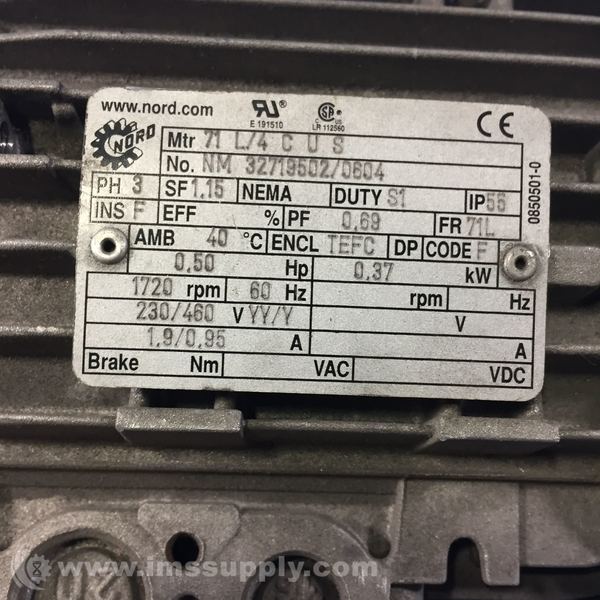 www.nord.com
NORD
E 191510
LR 112560
CE
Mtr 71 L/4 C U S
No. NM 32719502/0604
PH 3 SF 1,15 NEMA DUTY S1 IP 56
INS F EFF % PF 0,69 FR 71L
AMB 40 °C ENCL TEFC DP CODE F
0,50 Hp 0,37 kW
1720 rpm 60 Hz rpm Hz
230/460 V YY/Y V
1,9/0,95 A A
Brake Nm VAC VDC
0850501-0
© www.imssupply.com